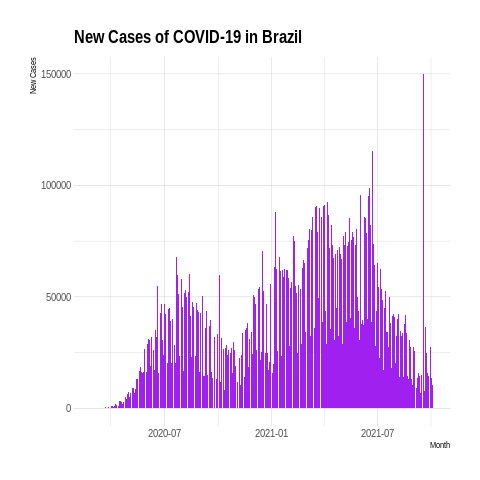 New Cases of COVID-19 in Brazil
New Cases
150000
100000
50000
0
2020-07
2021-01
2021-07
Month